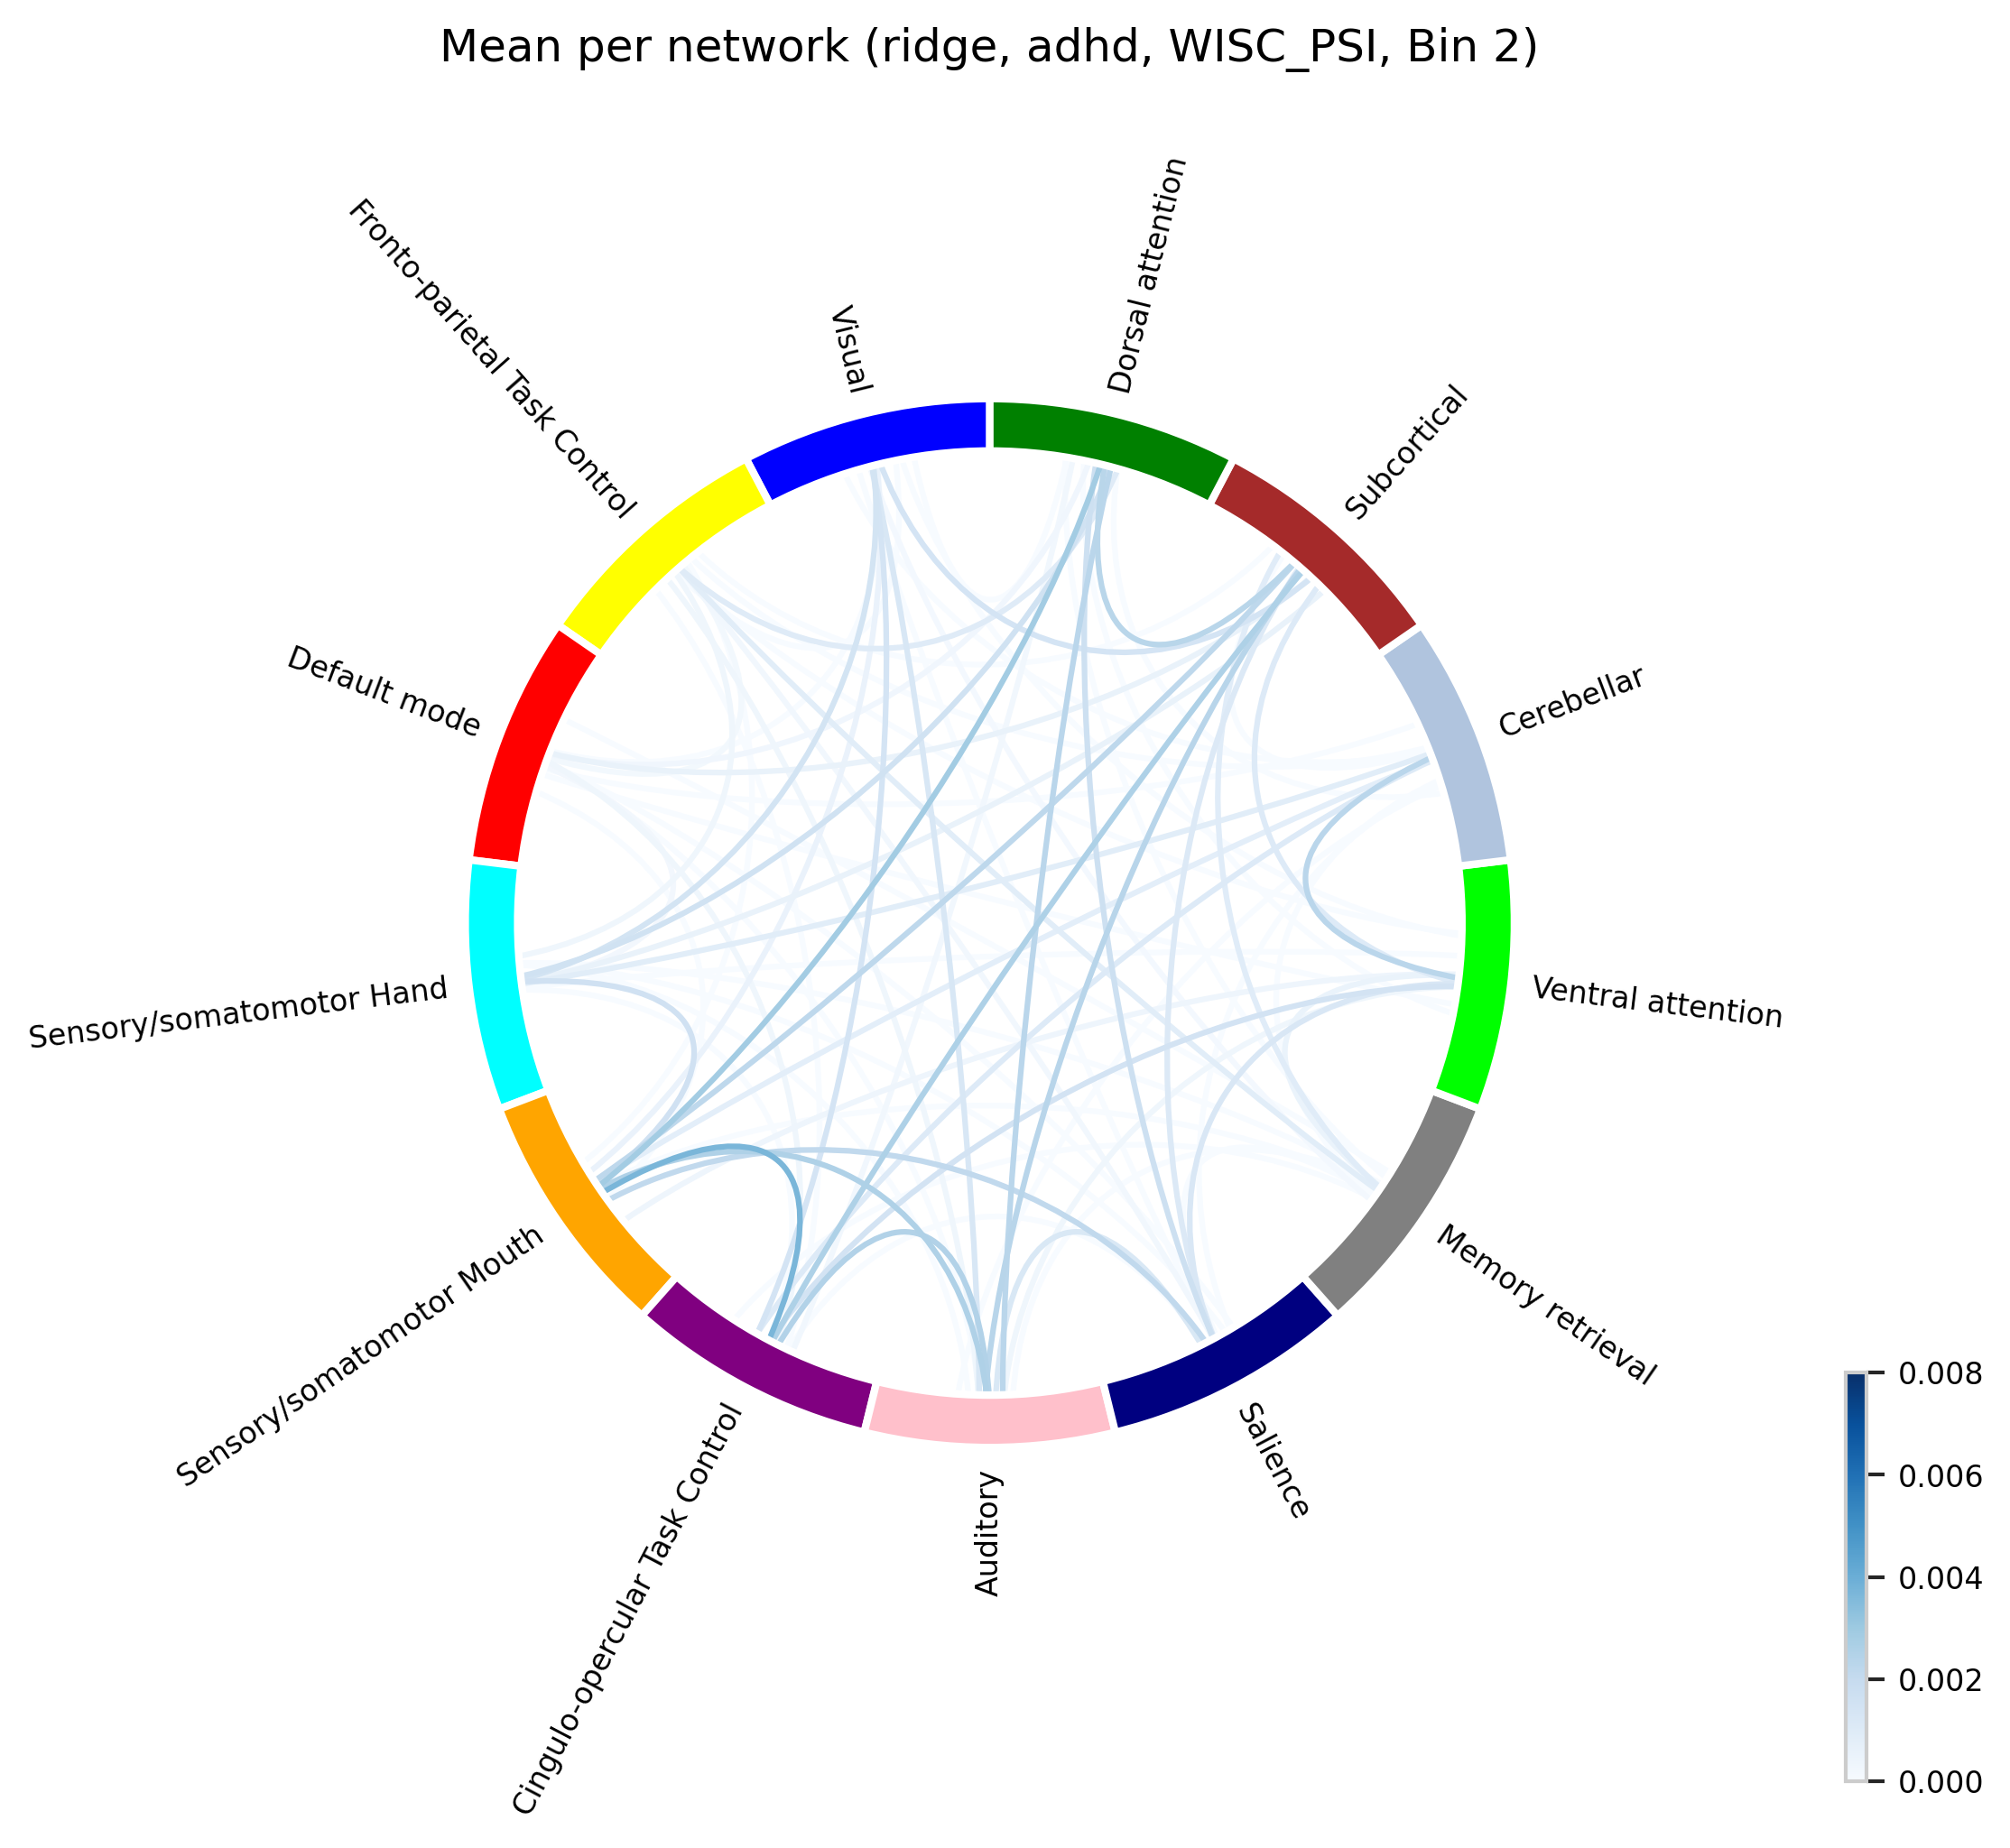 Mean per network (ridge, adhd, WISC_PSI, Bin 2)
Dorsal attention
Visual
Fronto-parietal Task Control
Subcortical
Default mode
Cerebellar
Sensory/somatomotor Hand
Ventral attention
Sensory/somatomotor Mouth
Memory retrieval
Cingulo-opercular Task Control
Auditory
Salience
0.008
0.006
0.004
0.002
0.000